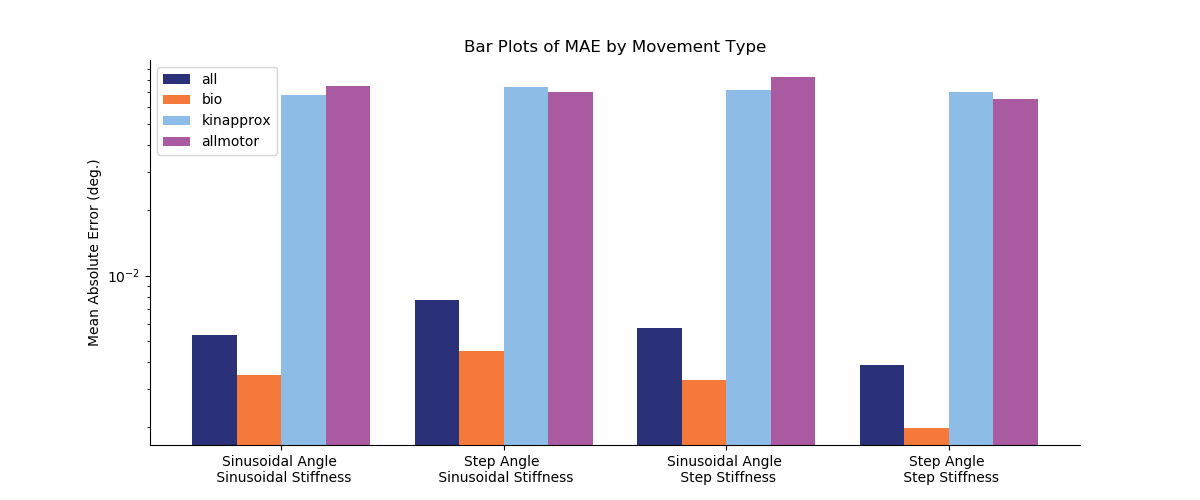 Bar Plots of MAE by Movement Type
all
bio
kinapprox
allmotor
Mean Absolute Error (deg.)
10⁻²
Sinusoidal Angle
Sinusoidal Stiffness
Step Angle
Sinusoidal Stiffness
Sinusoidal Angle
Step Stiffness
Step Angle
Step Stiffness